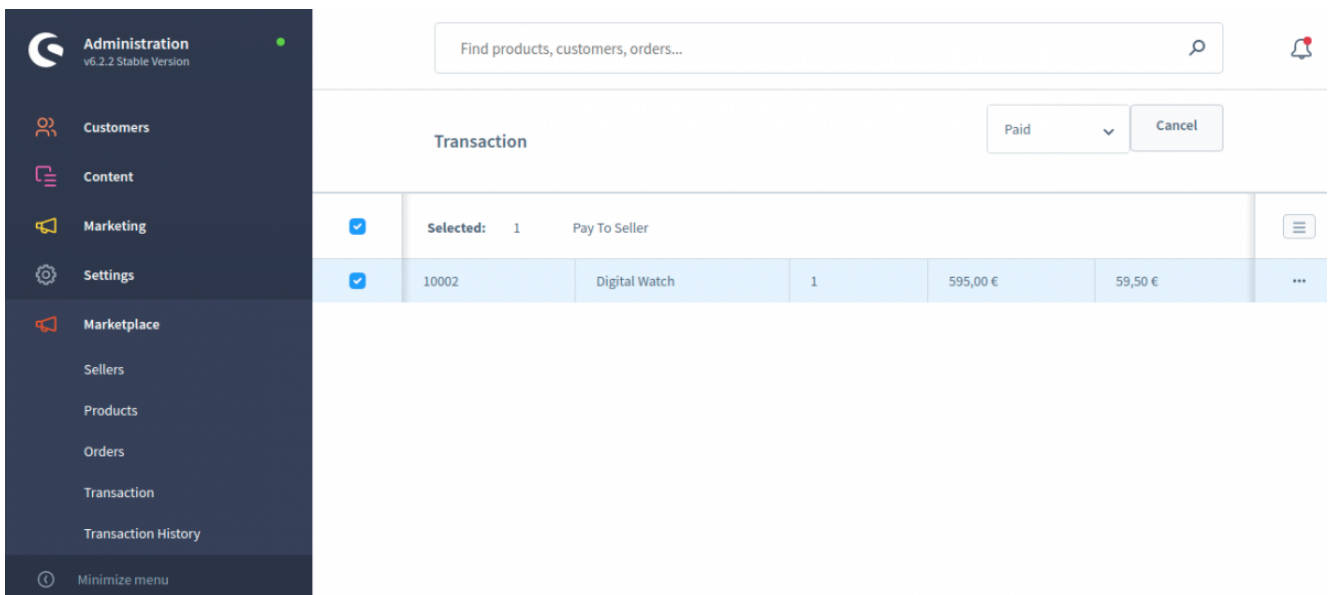 Administration
v6.2.2 Stable Version
Customers
Content
Marketing
Settings
Marketplace
Sellers
Products
Orders
Transaction
Transaction History
Minimize menu
Find products, customers, orders...
Transaction
Paid
Cancel
Selected: 1 Pay To Seller
10002 Digital Watch 1 595,00 € 59,50 €